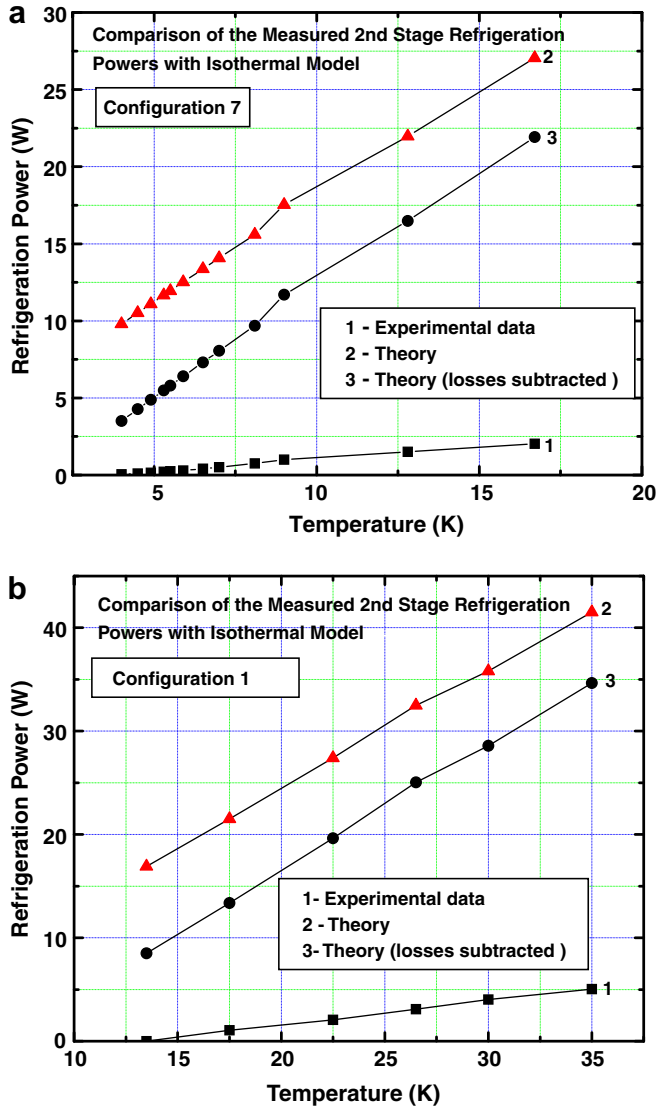 a
Comparison of the Measured 2nd Stage Refrigeration
Powers with Isothermal Model
Configuration 7
Refrigeration Power (W)
30
25
20
15
10
5
0
2
3
1
1 - Experimental data
2 - Theory
3 - Theory (losses subtracted )
5
10
15
20
Temperature (K)
b
Comparison of the Measured 2nd Stage Refrigeration
Powers with Isothermal Model
Configuration 1
Refrigeration Power (W)
40
30
20
10
0
2
3
1
1- Experimental data
2 - Theory
3- Theory (losses subtracted )
10
15
20
25
30
35
Temperature (K)